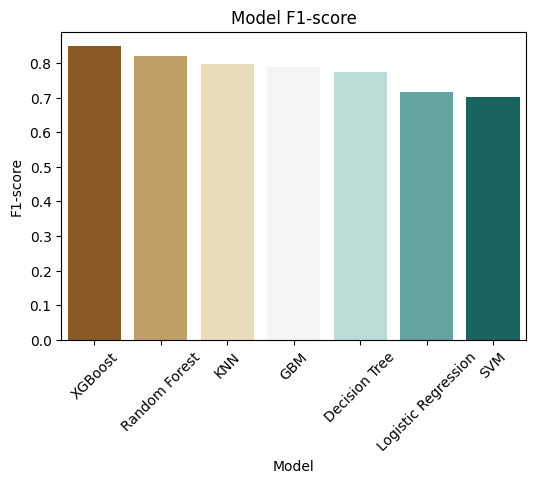 Model F1-score
F1-score
0.8
0.7
0.6
0.5
0.4
0.3
0.2
0.1
0.0
XGBoost
Random Forest
KNN
GBM
Decision Tree
Logistic Regression
SVM
Model